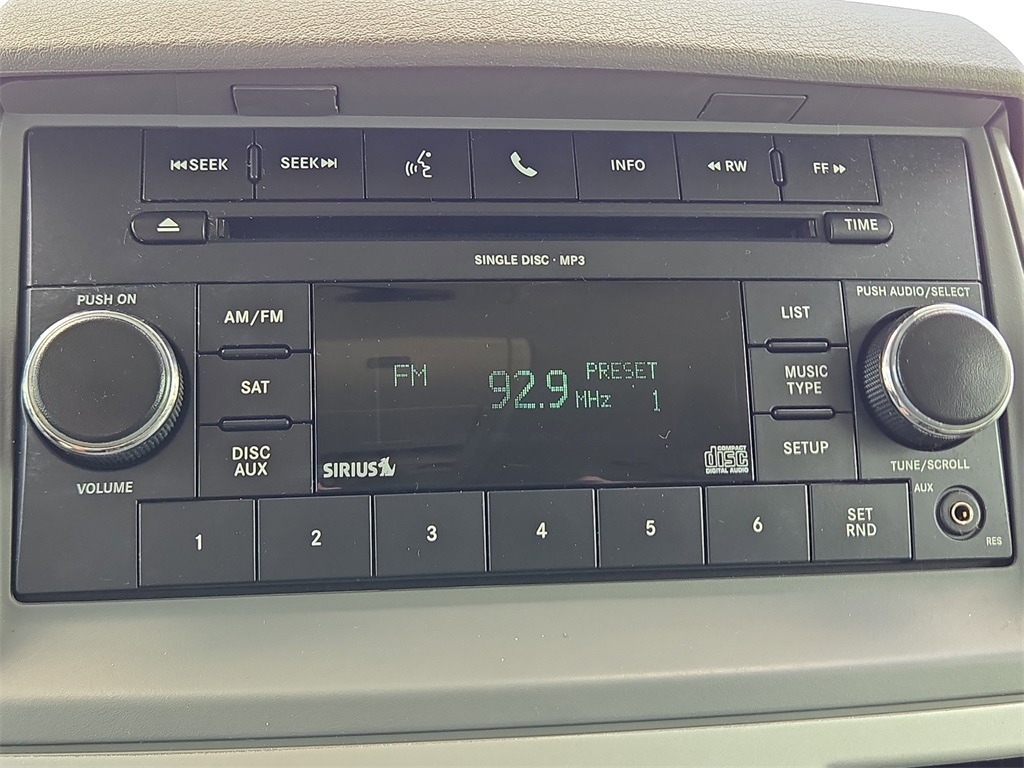 SEEK
SEEK
INFO
RW
FF
TIME
SINGLE DISC · MP3
PUSH ON
AM/FM
SAT
DISC
AUX
VOLUME
FM
92.9 MHz
PRESET
1
SIRIUS
COMPACT
disc
DIGITAL AUDIO
LIST
MUSIC
TYPE
SETUP
PUSH AUDIO/SELECT
TUNE/SCROLL
AUX
RES
1
2
3
4
5
6
SET
RND